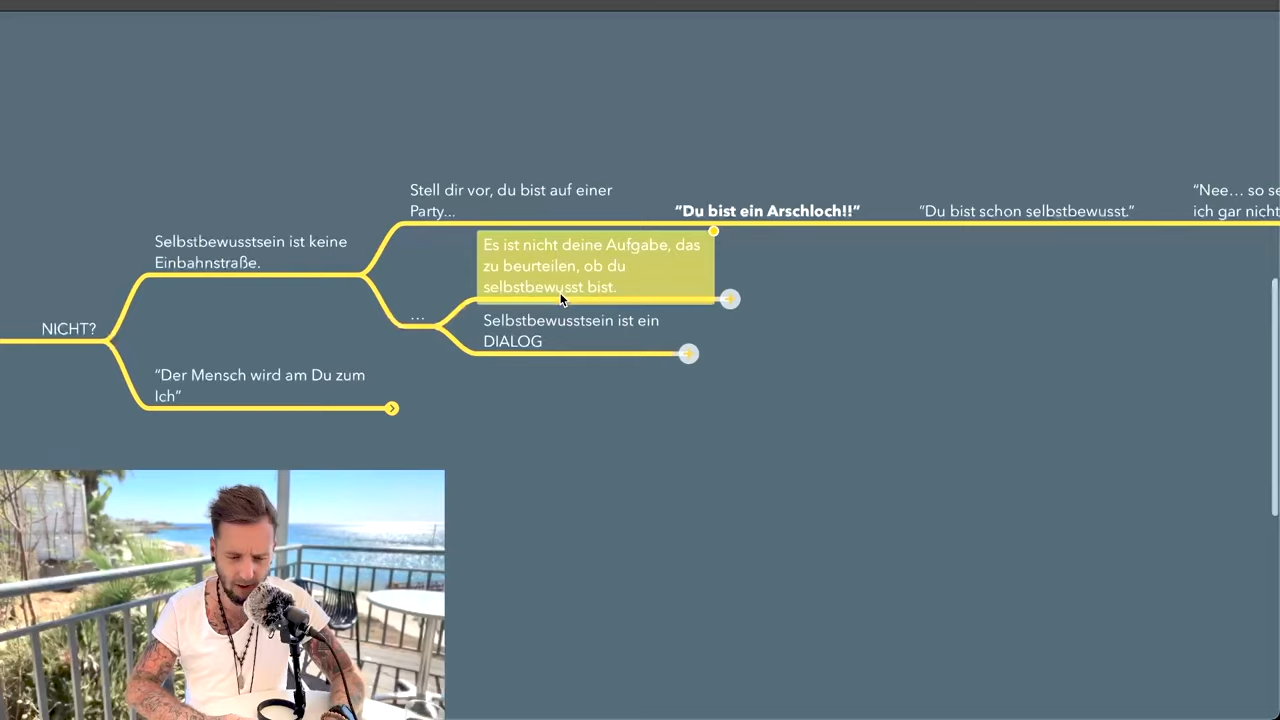 Stell dir vor, du bist auf einer
Party...
"Du bist ein Arschloch!!"
"Du bist schon selbstbewusst."
"Nee... so se
ich gar nicht
Selbstbewusstsein ist keine
Einbahnstraße.
Es ist nicht deine Aufgabe, das
zu beurteilen, ob du
selbstbewusst bist.
...
Selbstbewusstsein ist ein
DIALOG
NICHT?
"Der Mensch wird am Du zum
Ich"